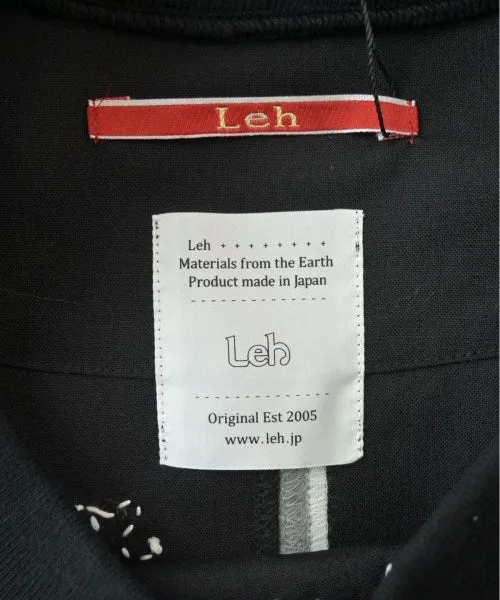 Leh
Leh + + + + + + + +
Materials from the Earth
Product made in Japan
Leh
Original Est 2005
www.leh.jp